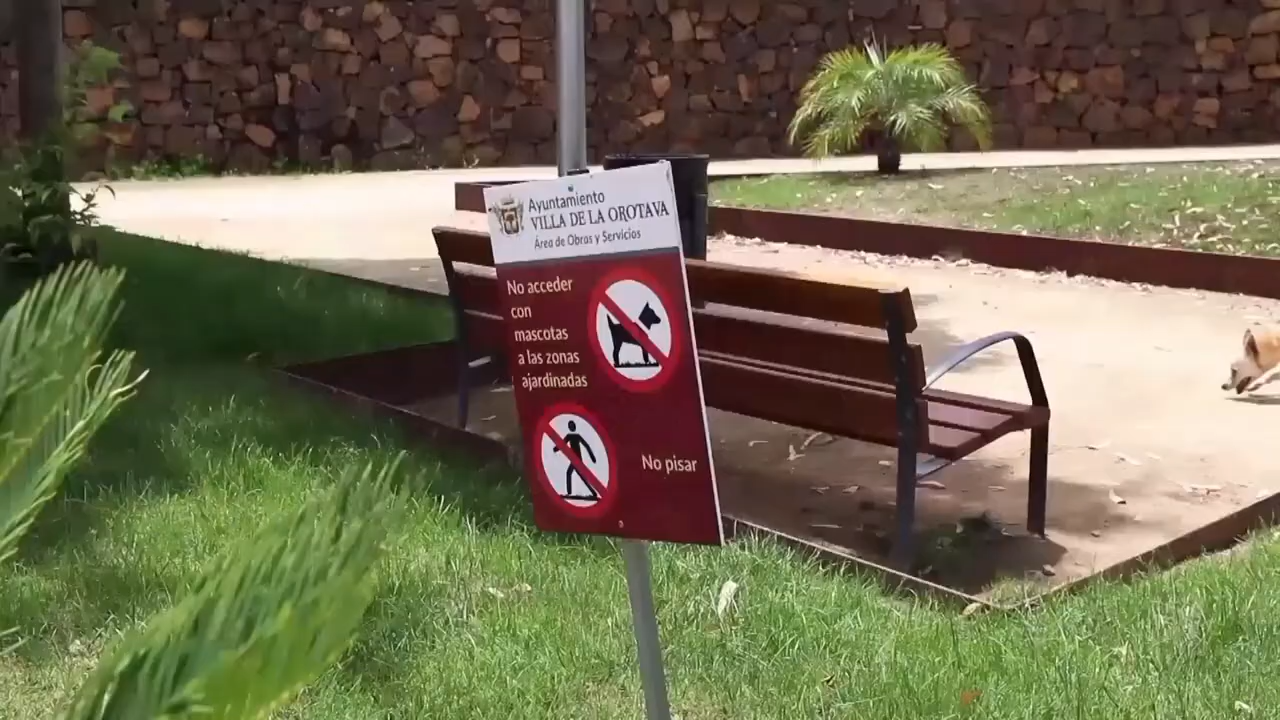 Ayuntamiento
VILLA DE LA OROTAVA
Área de Obras y Servicios
No acceder
con
mascotas
a las zonas
ajardinadas
No pisar